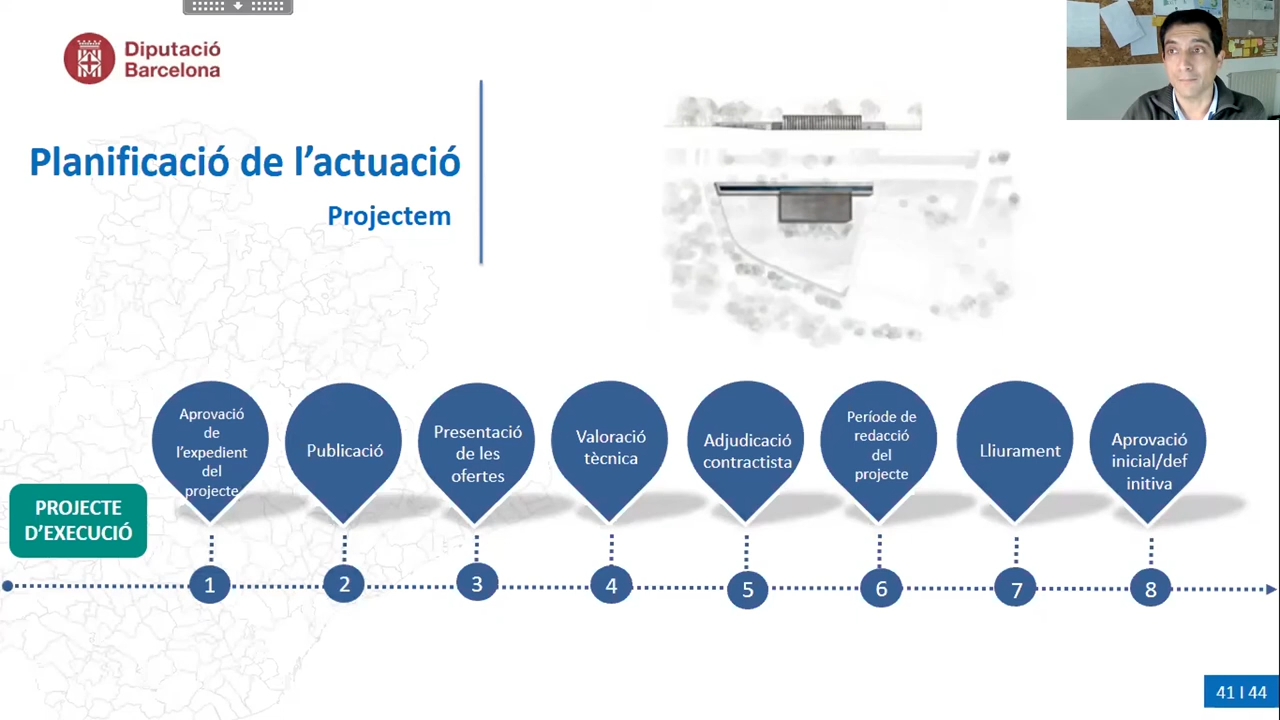 Diputació
Barcelona
Planificació de l’actuació
Projectem
Aprovació
de
l’expedient
del
projecte
Publicació
Presentació
de les
ofertes
Valoració
tècnica
Adjudicació
contractista
Període de
redacció
del
projecte
Lliurament
Aprovació
inicial/def
initiva
PROJECTE
D’EXECUCIÓ
1
2
3
4
5
6
7
8
41 I 44